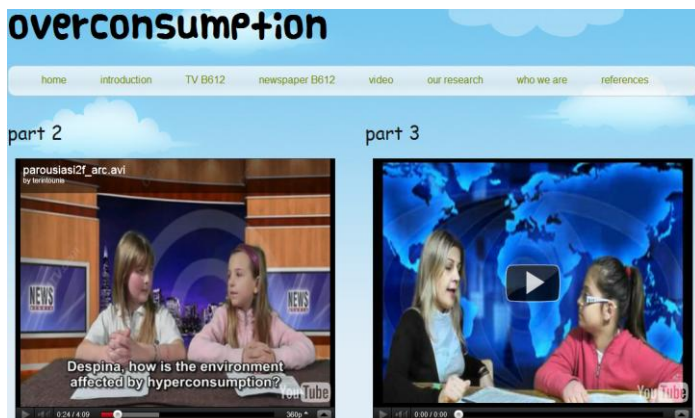 overconsumption
home introduction TV B612 newspaper B612 video our research who we are references
part 2
part 3
parousiasi2f_arc.avi
by terintounis
NEWS
NEWS
Despina, how is the environment
affected by hyperconsumption?
YouTube
YouTube
0:24 / 4:09
360p
0:00 / 0:00